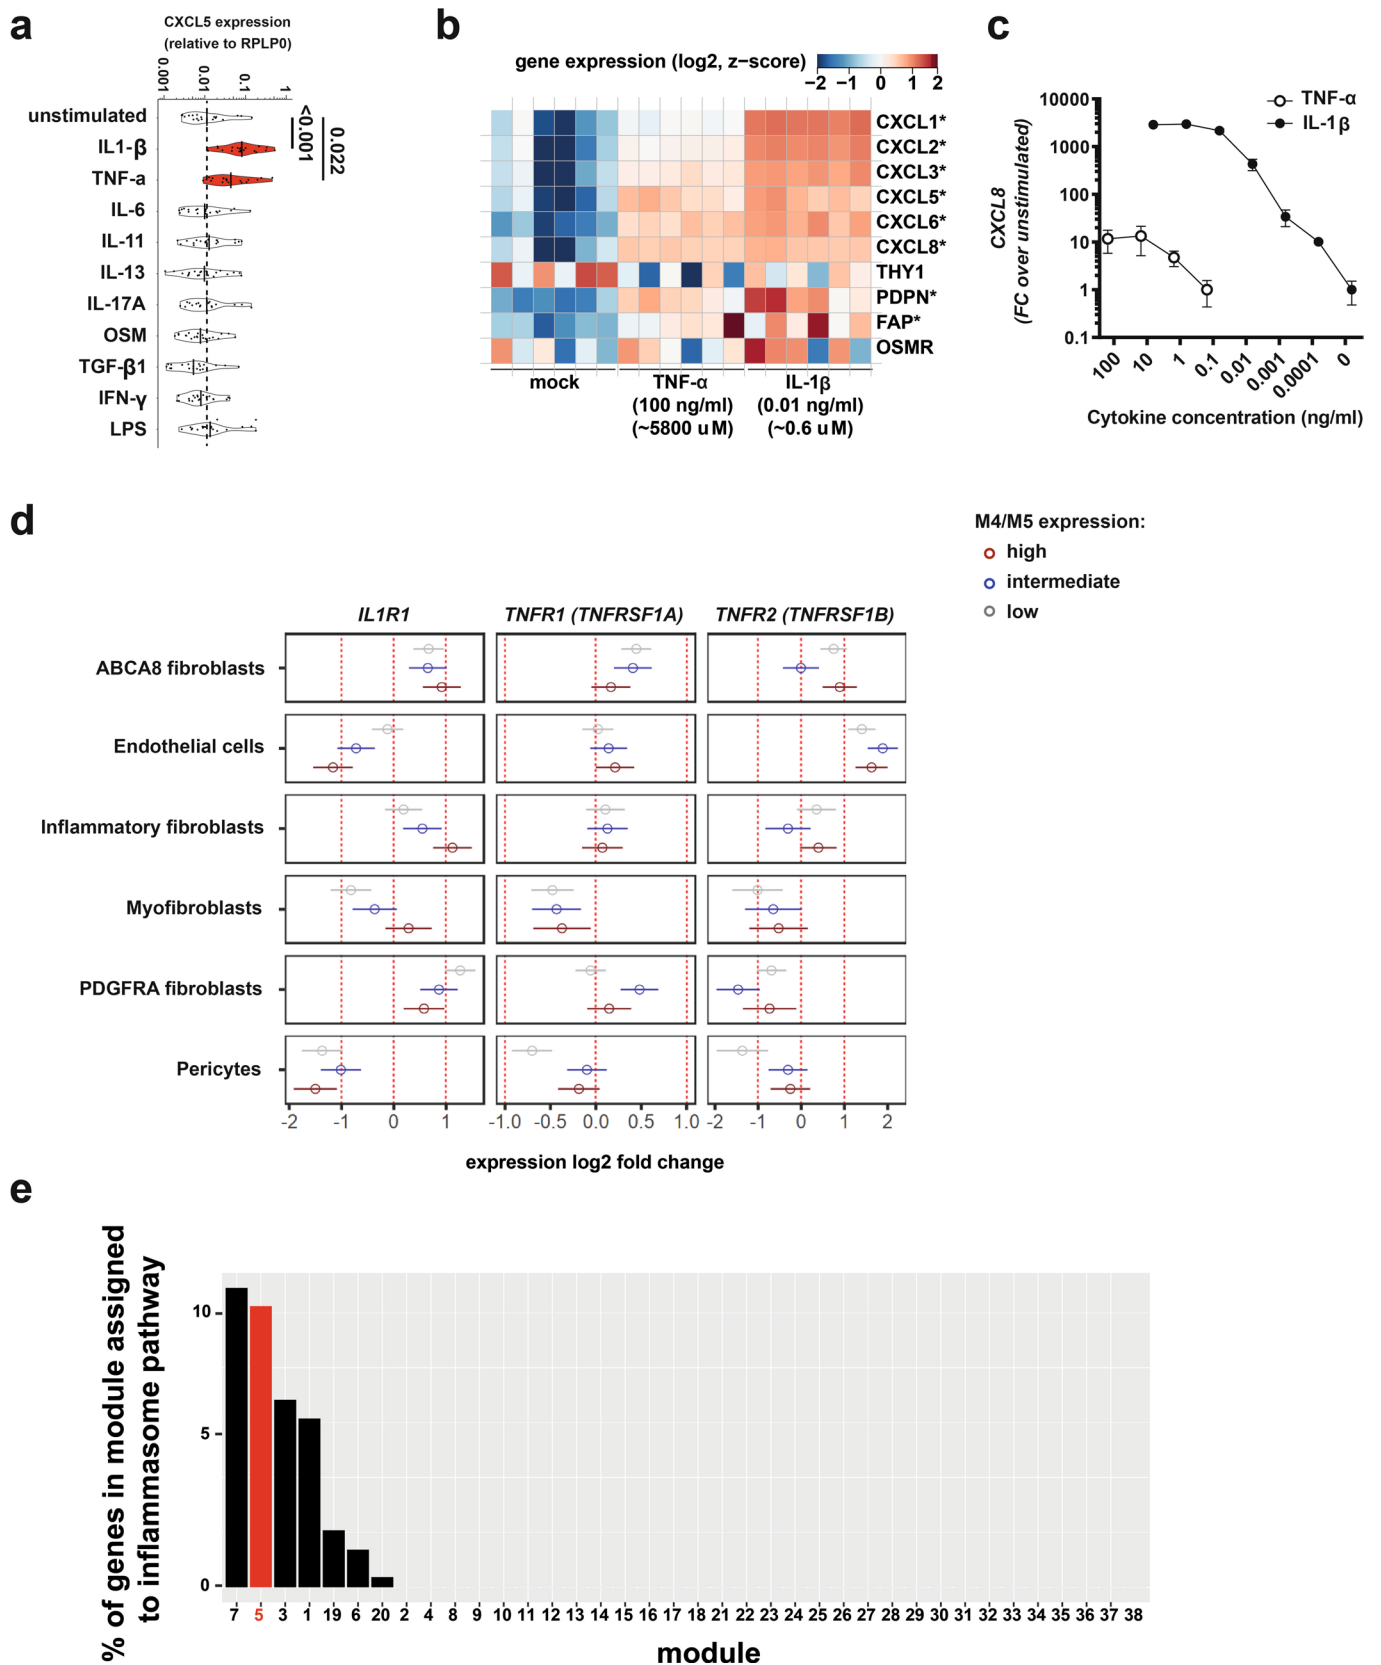 a
CXCL5 expression
(relative to RPLP0)
0.001
0.01
0.1
1
unstimulated
IL1-β
TNF-a
IL-6
IL-11
IL-13
IL-17A
OSM
TGF-β1
IFN-γ
LPS
<0.001
0.022
b
gene expression (log2, z−score)
−2 −1 0 1 2
CXCL1*
CXCL2*
CXCL3*
CXCL5*
CXCL6*
CXCL8*
THY1
PDPN*
FAP*
OSMR
mock TNF-α IL-1β
(100 ng/ml) (0.01 ng/ml)
(~5800 uM) (~0.6 uM)
c
TNF-α
IL-1β
CXCL8
(FC over unstimulated)
10000
1000
100
10
1
0.1
100 10 1 0.1 0.01 0.001 0.0001 0
Cytokine concentration (ng/ml)
d
M4/M5 expression:
high
intermediate
low
IL1R1 TNFR1 (TNFRSF1A) TNFR2 (TNFRSF1B)
ABCA8 fibroblasts
Endothelial cells
Inflammatory fibroblasts
Myofibroblasts
PDGFRA fibroblasts
Pericytes
-2 -1 0 1 -1.0 -0.5 0.0 0.5 1.0 -2 -1 0 1 2
expression log2 fold change
e
% of genes in module assigned
to inflammasome pathway
10
5
0
7 5 3 1 19 6 20 2 4 8 9 10 11 12 13 14 15 16 17 18 21 22 23 24 25 26 27 28 29 30 31 32 33 34 35 36 37 38
module